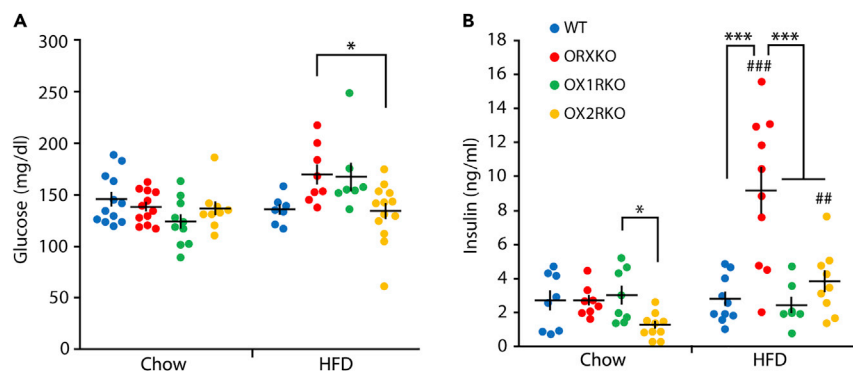 A
Glucose (mg/dl)
300
250
200
150
100
50
0
*
Chow
HFD
B
WT
ORXKO
OX1RKO
OX2RKO
Insulin (ng/ml)
18
16
14
12
10
8
6
4
2
0
*
***
***
###
##
Chow
HFD